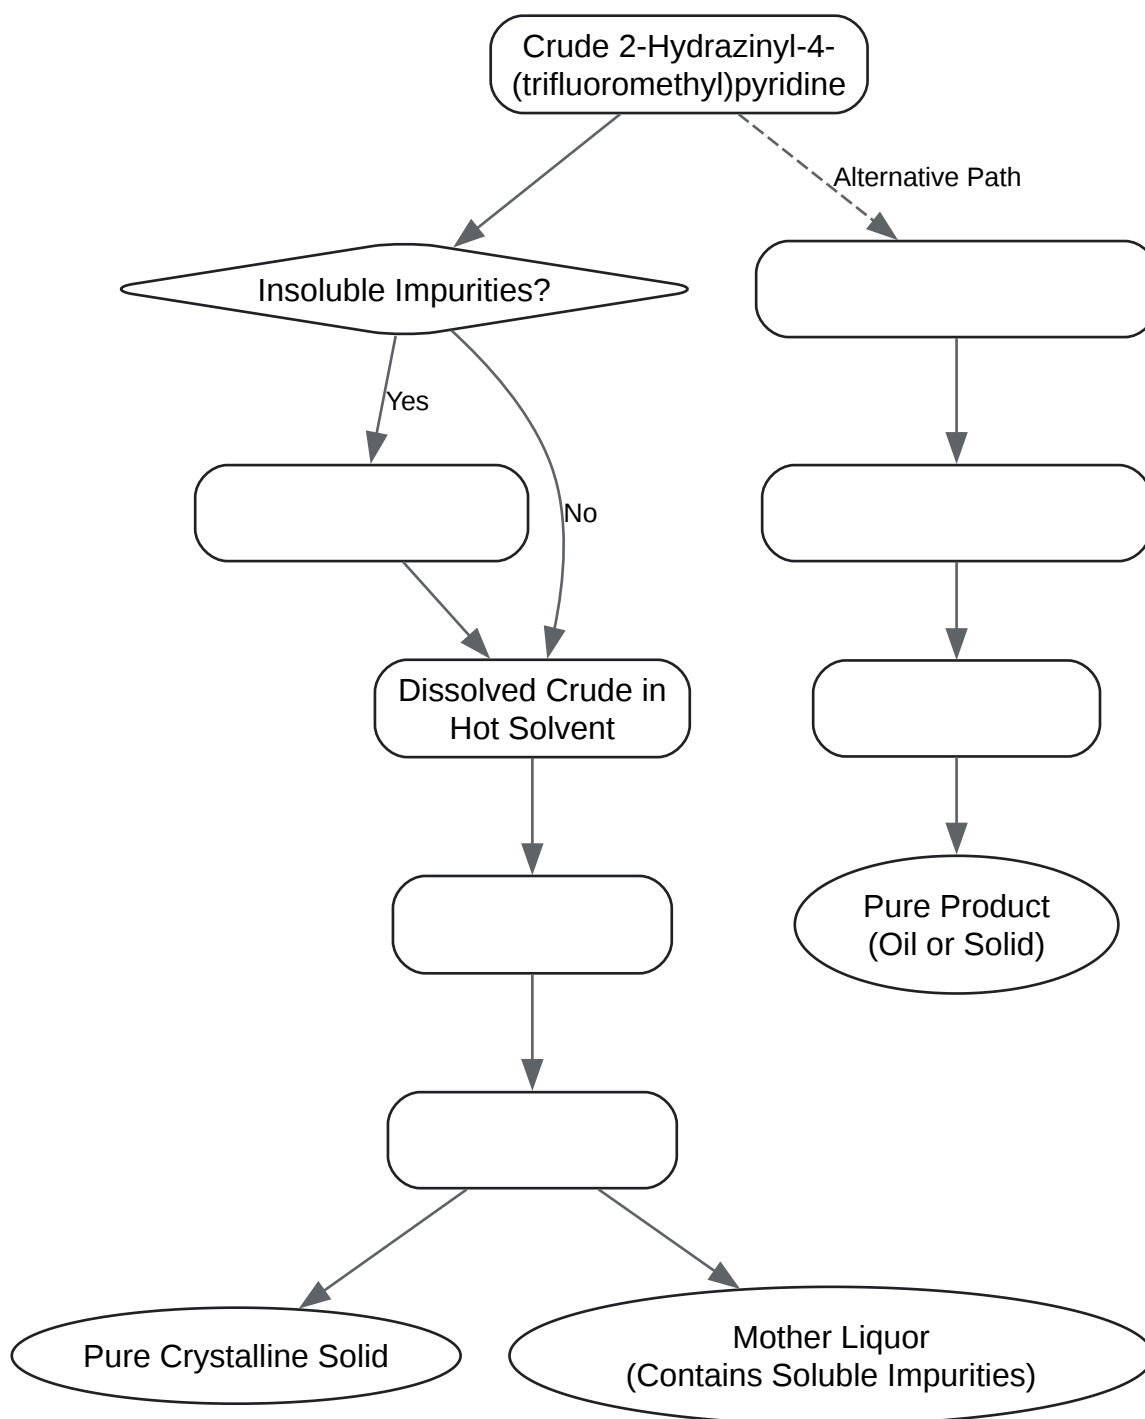 Crude 2-Hydrazinyl-4-
(trifluoromethyl)pyridine
Alternative Path
Insoluble Impurities?
Yes
No
Dissolved Crude in
Hot Solvent
Pure Product
(Oil or Solid)
Pure Crystalline Solid
Mother Liquor
(Contains Soluble Impurities)